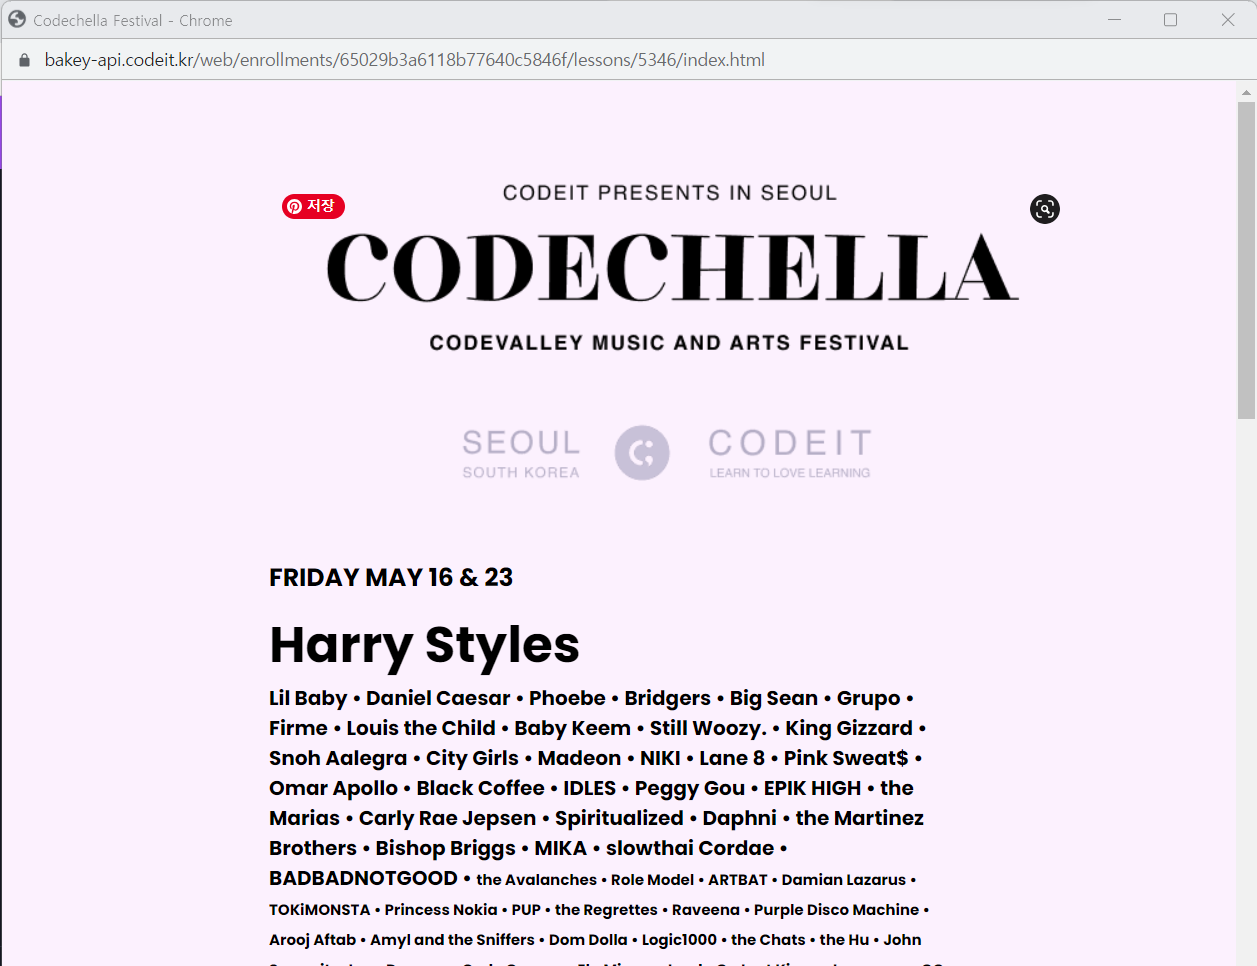 Codechella Festival - Chrome
bakey-api.codeit.kr/web/enrollments/65029b3a6118b77640c5846f/lessons/5346/index.html
CODEIT PRESENTS IN SEOUL
저장
CODECHELLA
CODEVALLEY MUSIC AND ARTS FESTIVAL
SEOUL
SOUTH KOREA
CODEIT
LEARN TO LOVE LEARNING
FRIDAY MAY 16 & 23
Harry Styles
Lil Baby • Daniel Caesar • Phoebe • Bridgers • Big Sean • Grupo •
Firme • Louis the Child • Baby Keem • Still Woozy. • King Gizzard •
Snoh Aalegra • City Girls • Madeon • NIKI • Lane 8 • Pink Sweat$ •
Omar Apollo • Black Coffee • IDLES • Peggy Gou • EPIK HIGH • the
Marias • Carly Rae Jepsen • Spiritualized • Daphni • the Martinez
Brothers • Bishop Briggs • MIKA • slowthai Cordae •
BADBADNOTGOOD • the Avalanches • Role Model • ARTBAT • Damian Lazarus •
TOKiMONSTA • Princess Nokia • PUP • the Regrettes • Raveena • Purple Disco Machine •
Arooj Aftab • Amyl and the Sniffers • Dom Dolla • Logic1000 • the Chats • the Hu • John